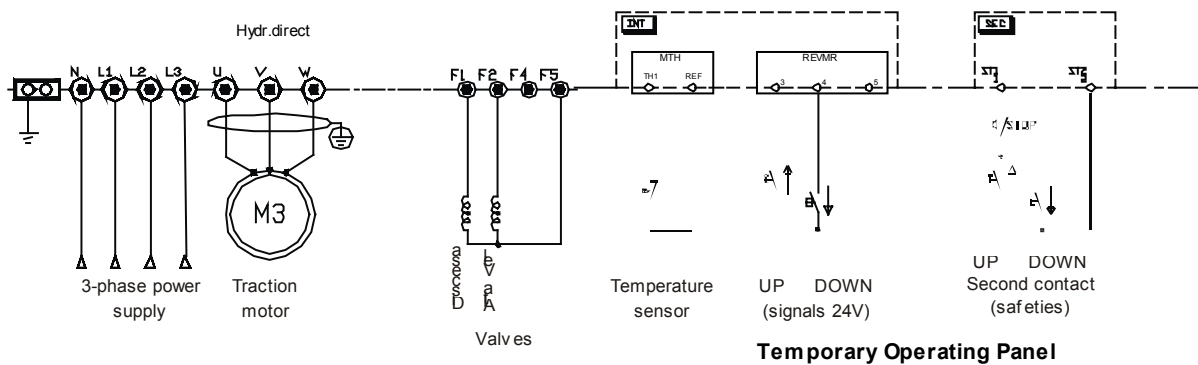 Hydr.direct
INT
SEC
MTH
REVMR
N L1 L2 L3 U V W
F1 F2 F4 F5
TH1 REF
3 4 5
M3
3-phase power
supply
Traction
motor
Valves
Temperature
sensor
UP DOWN
(signals 24V)
UP DOWN
Second contact
(safeties)
Temporary Operating Panel